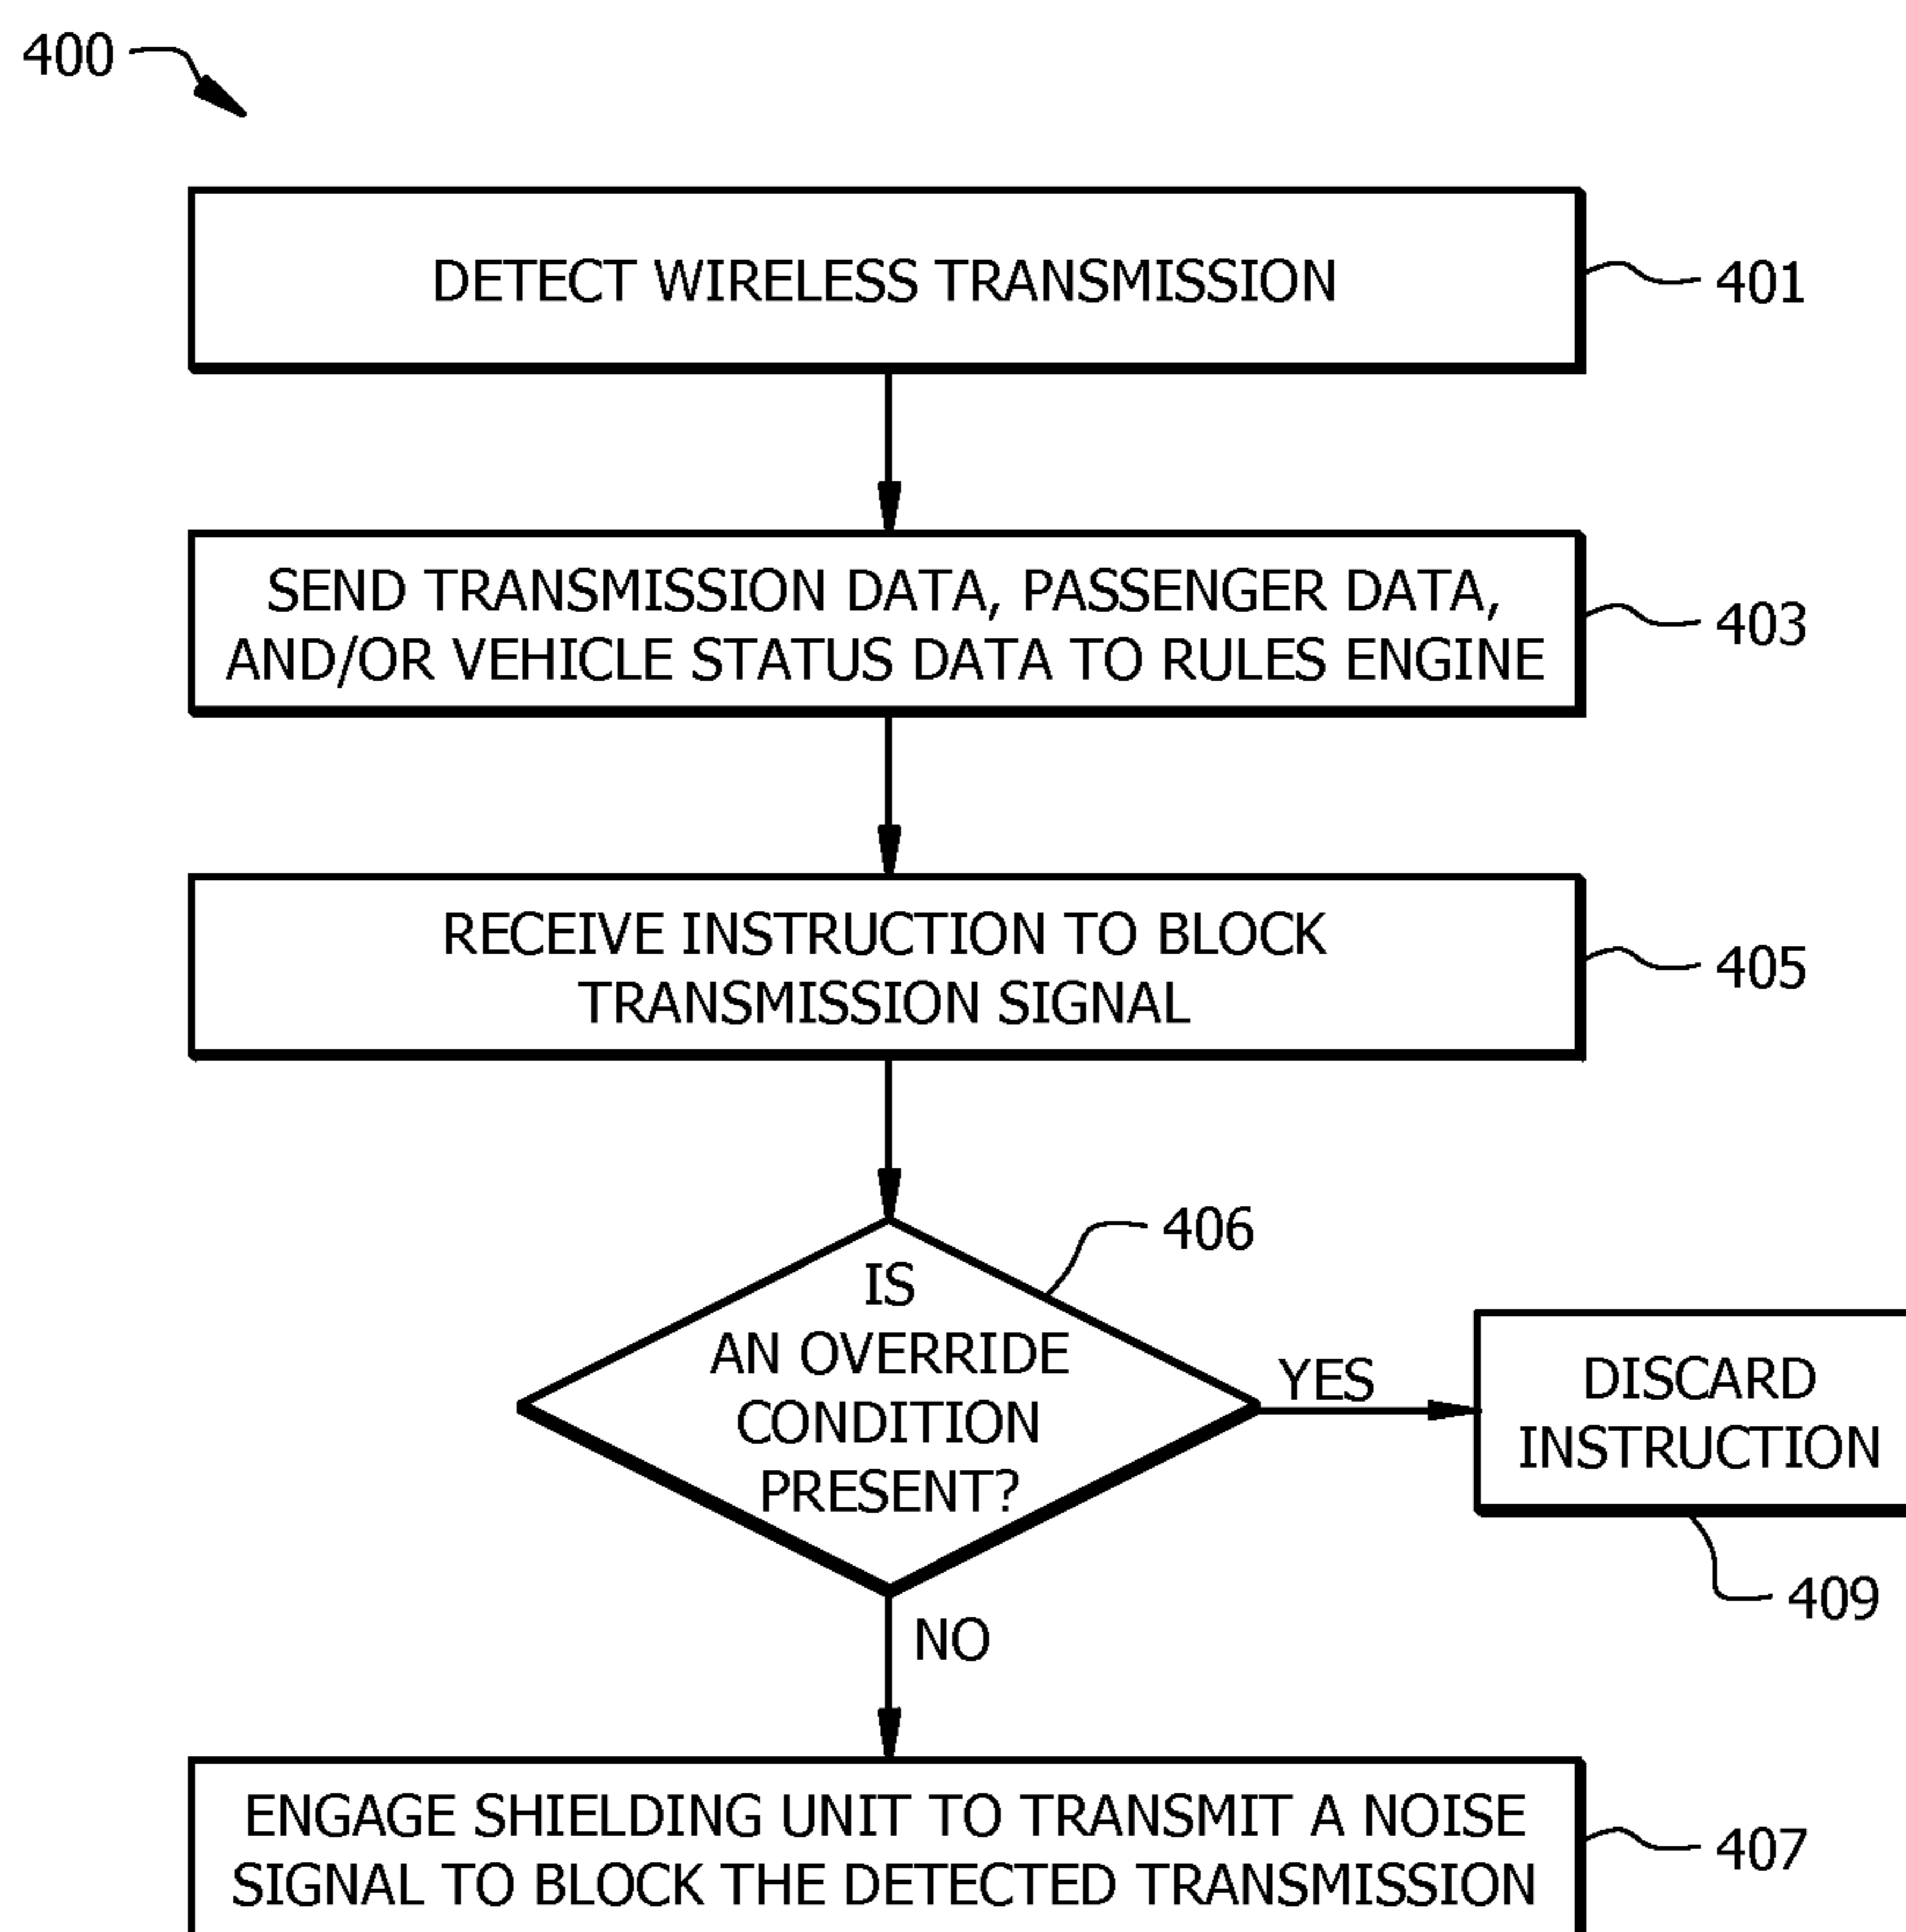 400
DETECT WIRELESS TRANSMISSION
401
SEND TRANSMISSION DATA, PASSENGER DATA,
AND/OR VEHICLE STATUS DATA TO RULES ENGINE
403
RECEIVE INSTRUCTION TO BLOCK
TRANSMISSION SIGNAL
405
406
IS
AN OVERRIDE
CONDITION
PRESENT?
YES
DISCARD
INSTRUCTION
409
NO
ENGAGE SHIELDING UNIT TO TRANSMIT A NOISE
SIGNAL TO BLOCK THE DETECTED TRANSMISSION
407